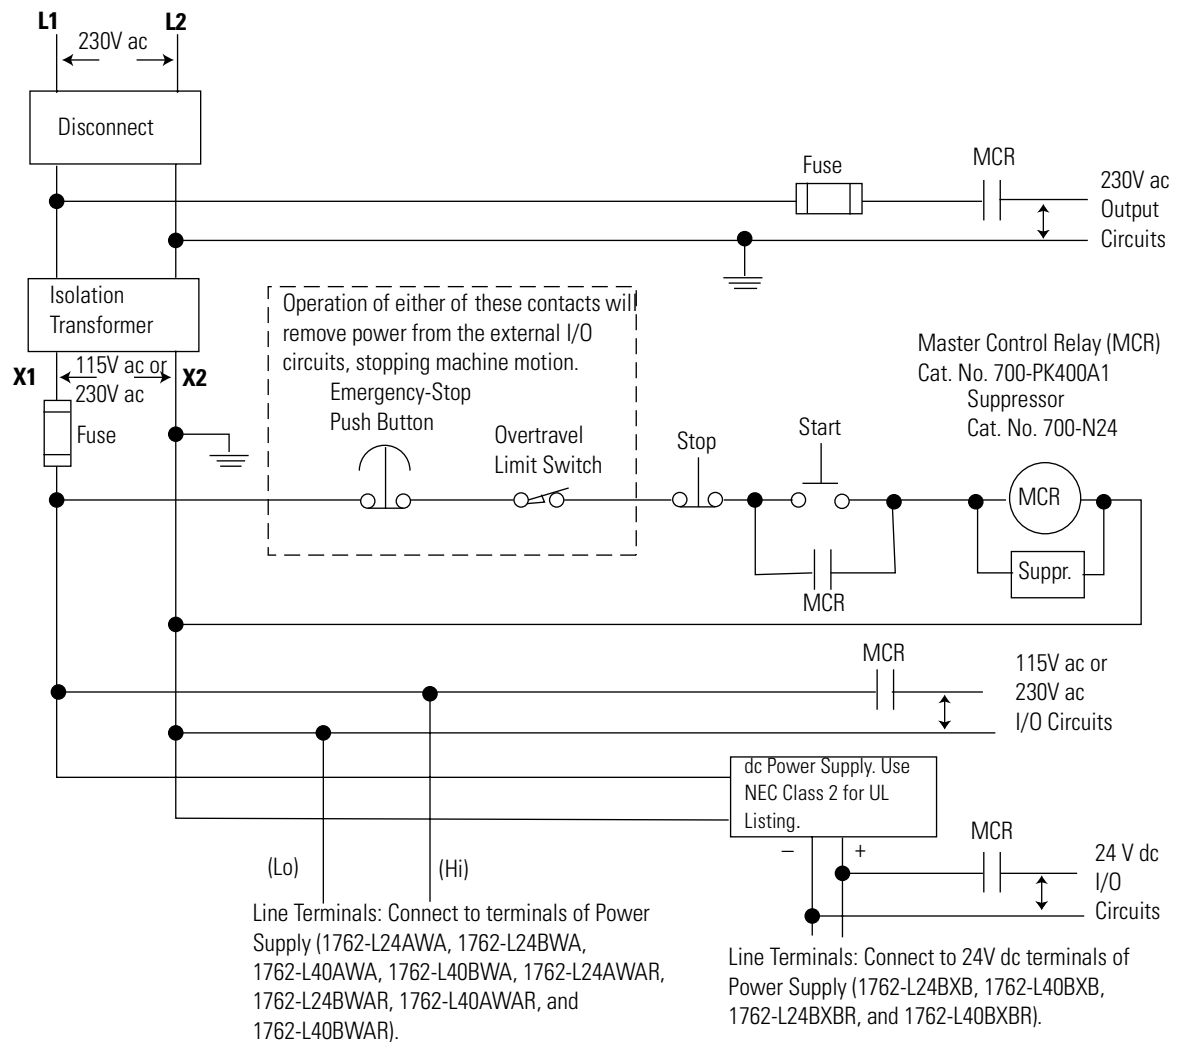 L1
L2
230V ac
Disconnect
Fuse
MCR
230V ac
Output
Circuits
Isolation
Transformer
X1
115V ac or
230V ac
X2
Fuse
Operation of either of these contacts will
remove power from the external I/O
circuits, stopping machine motion.
Emergency-Stop
Push Button
Overtravel
Limit Switch
Stop
Start
Master Control Relay (MCR)
Cat. No. 700-PK400A1
Suppressor
Cat. No. 700-N24
MCR
Suppr.
MCR
MCR
115V ac or
230V ac
I/O Circuits
dc Power Supply. Use
NEC Class 2 for UL
Listing.
– +
MCR
24 V dc
I/O
Circuits
(Lo)
(Hi)
Line Terminals: Connect to terminals of Power
Supply (1762-L24AWA, 1762-L24BWA,
1762-L40AWA, 1762-L40BWA, 1762-L24AWAR,
1762-L24BWAR, 1762-L40AWAR, and
1762-L40BWAR).
Line Terminals: Connect to 24V dc terminals of
Power Supply (1762-L24BXB, 1762-L40BXB,
1762-L24BXBR, and 1762-L40BXBR).